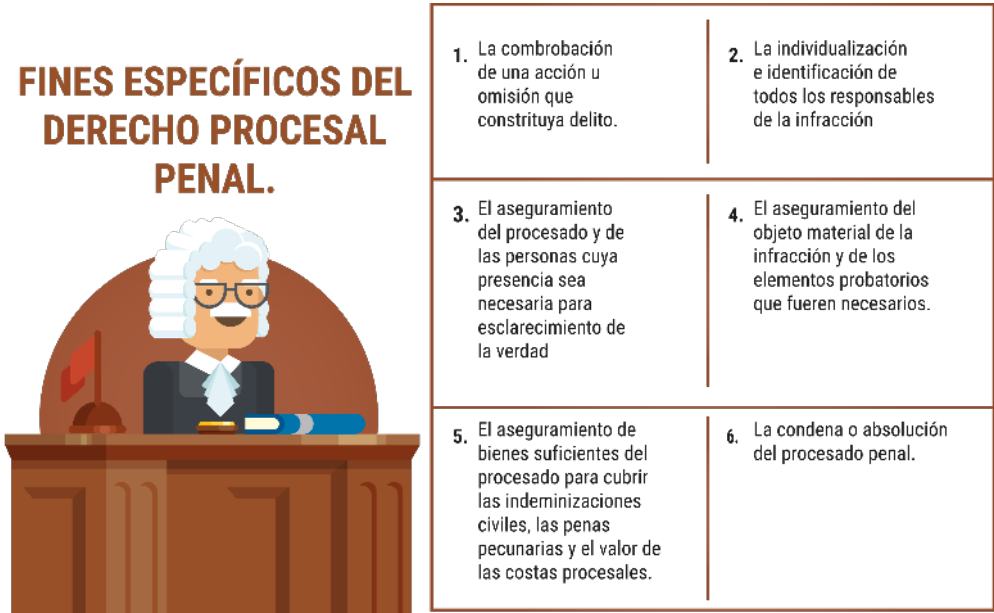 FINES ESPECÍFICOS DEL
DERECHO PROCESAL
PENAL.
1. La combrobación
de una acción u
omisión que
constrituya delito.
2. La individualización
e identificación de
todos los responsables
de la infracción
3. El aseguramiento
del procesado y de
las personas cuya
presencia sea
necesaria para
esclarecimiento de
la verdad
4. El aseguramiento del
objeto material de la
infracción y de los
elementos probatorios
que fueren necesarios.
5. El aseguramiento de
bienes suficientes del
procesado para cubrir
las indeminizaciones
civiles, las penas
pecunarias y el valor de
las costas procesales.
6. La condena o absolución
del procesado penal.